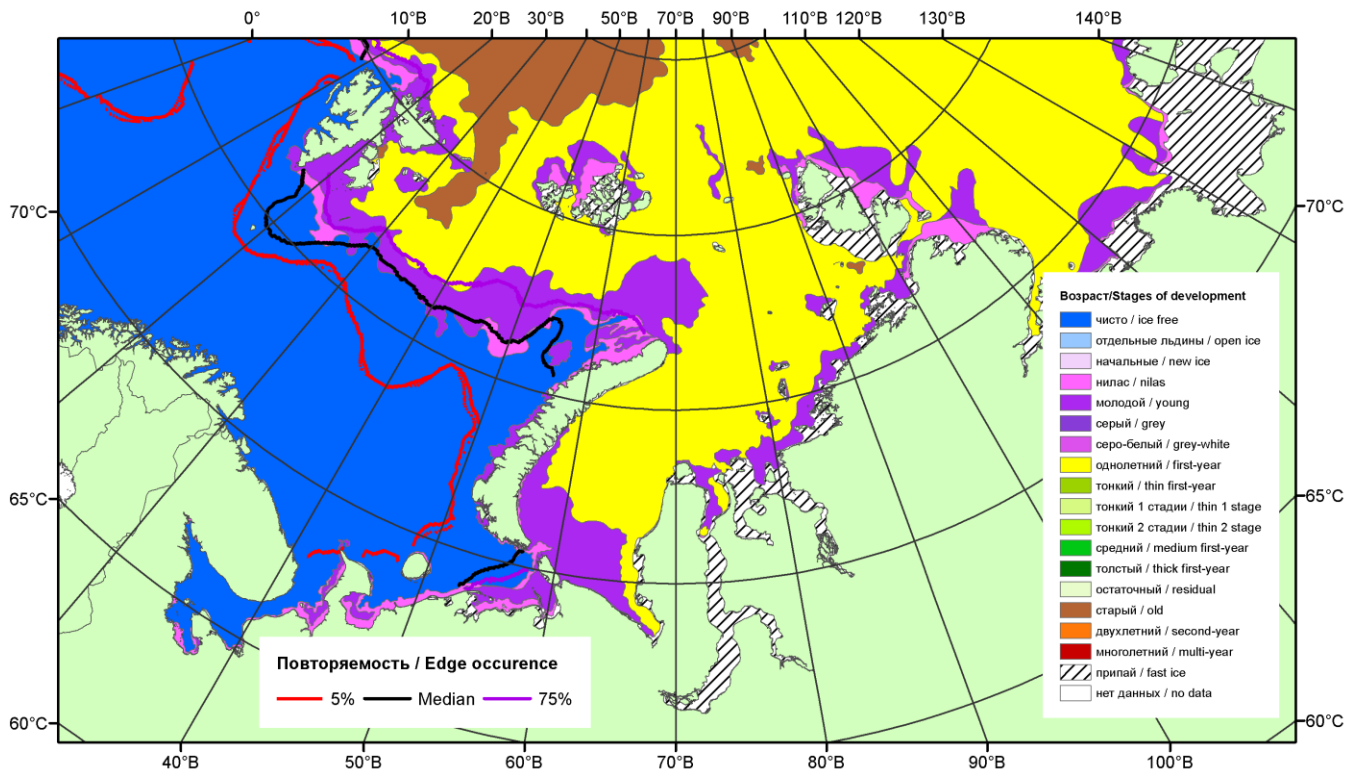 0° 10°В 20°В 30°В 50°В 70°В 90°В 110°В 120°В 130°В 140°В
70°С 70°С
Возраст/Stages of development
чисто / ice free
отдельные льдины / open ice
начальные / new ice
нилас / nilas
молодой / young
серый / grey
серо-белый / grey-white
однолетний / first-year
тонкий / thin first-year
тонкий 1 стадии / thin 1 stage
тонкий 2 стадии / thin 2 stage
средний / medium first-year
толстый / thick first-year
остаточный / residual
старый / old
двухлетний / second-year
многолетний / multi-year
припай / fast ice
нет данных / no data
65°С 65°С
Повторяемость / Edge occurence
5% Median 75%
60°С 60°С
40°В 50°В 60°В 70°В 80°В 90°В 100°В